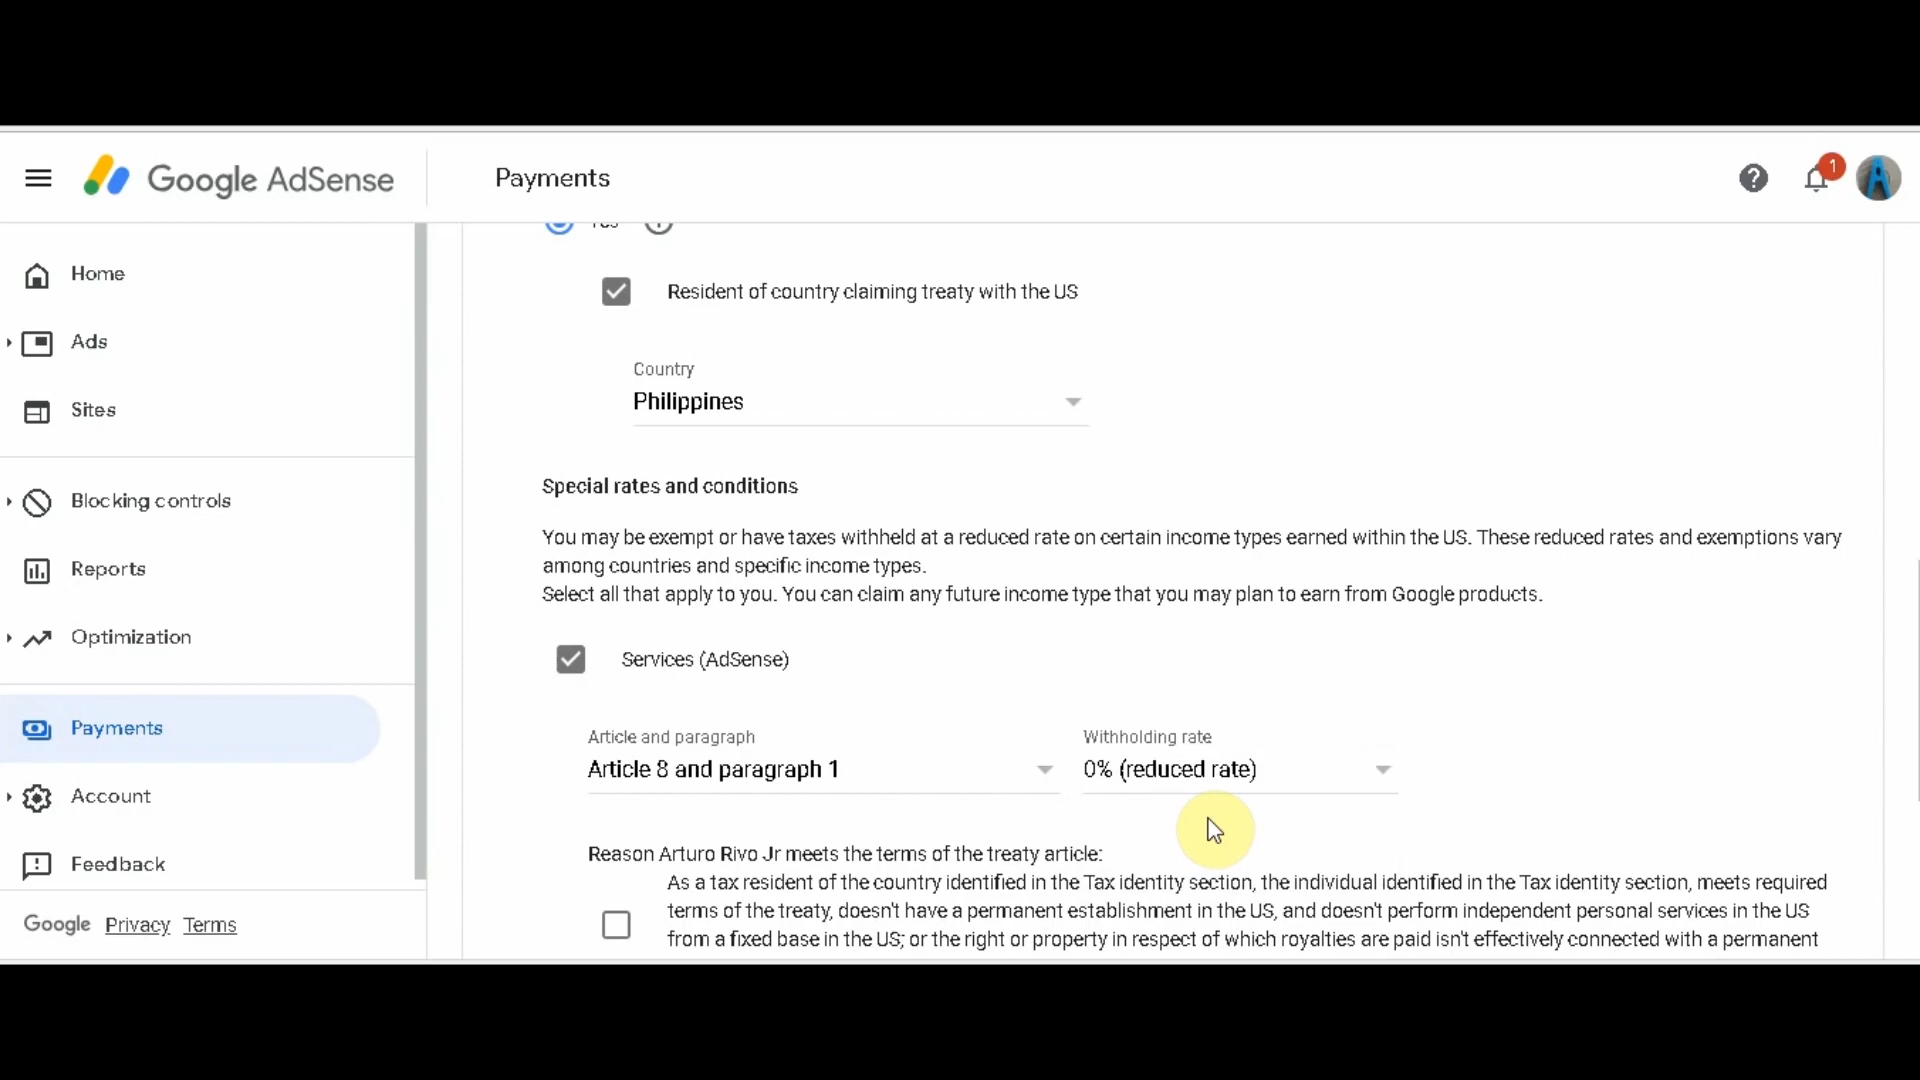 Google AdSense
Payments
1
Home
Ads
Sites
Blocking controls
Reports
Optimization
Payments
Account
Feedback
Google Privacy Terms
Yes
Resident of country claiming treaty with the US
Country
Philippines
Special rates and conditions
You may be exempt or have taxes withheld at a reduced rate on certain income types earned within the US. These reduced rates and exemptions vary
among countries and specific income types.
Select all that apply to you. You can claim any future income type that you may plan to earn from Google products.
Services (AdSense)
Article and paragraph
Article 8 and paragraph 1
Withholding rate
0% (reduced rate)
Reason Arturo Rivo Jr meets the terms of the treaty article:
As a tax resident of the country identified in the Tax identity section, the individual identified in the Tax identity section, meets required
terms of the treaty, doesn't have a permanent establishment in the US, and doesn't perform independent personal services in the US
from a fixed base in the US; or the right or property in respect of which royalties are paid isn't effectively connected with a permanent